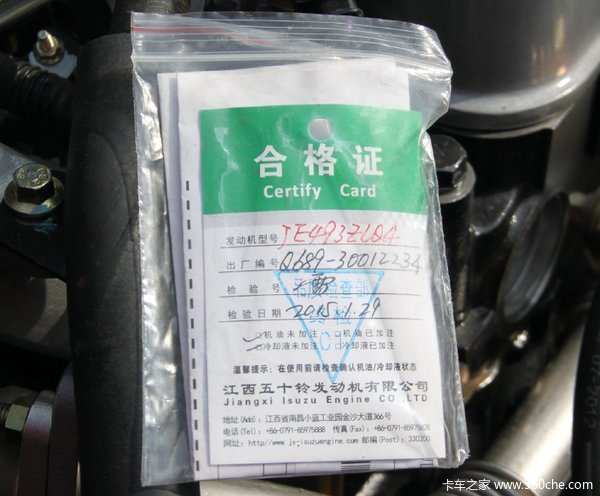 合格证
Certify Card
发动机型号 JE493ZLQ4
出厂编号 Q689-30012234
检验号
检验日期 2015.1.29
□机油未加注 □机油已加注
□冷却液未加注 □冷却液已加注
温馨提示：在使用前请检查确认机油/冷却液状态
江西五十铃发动机有限公司
Jiangxi Isuzu Engine CO.,LTD
地址(Add)：江西省南昌小蓝工业园金沙大道366号
电话(Tel)：+86-0791-85975888 传真(Fax)：+86-0791-85975828
网址：http://www.jx-isuzuengine.com 邮编(Post)：330200
卡车之家 www.360che.com